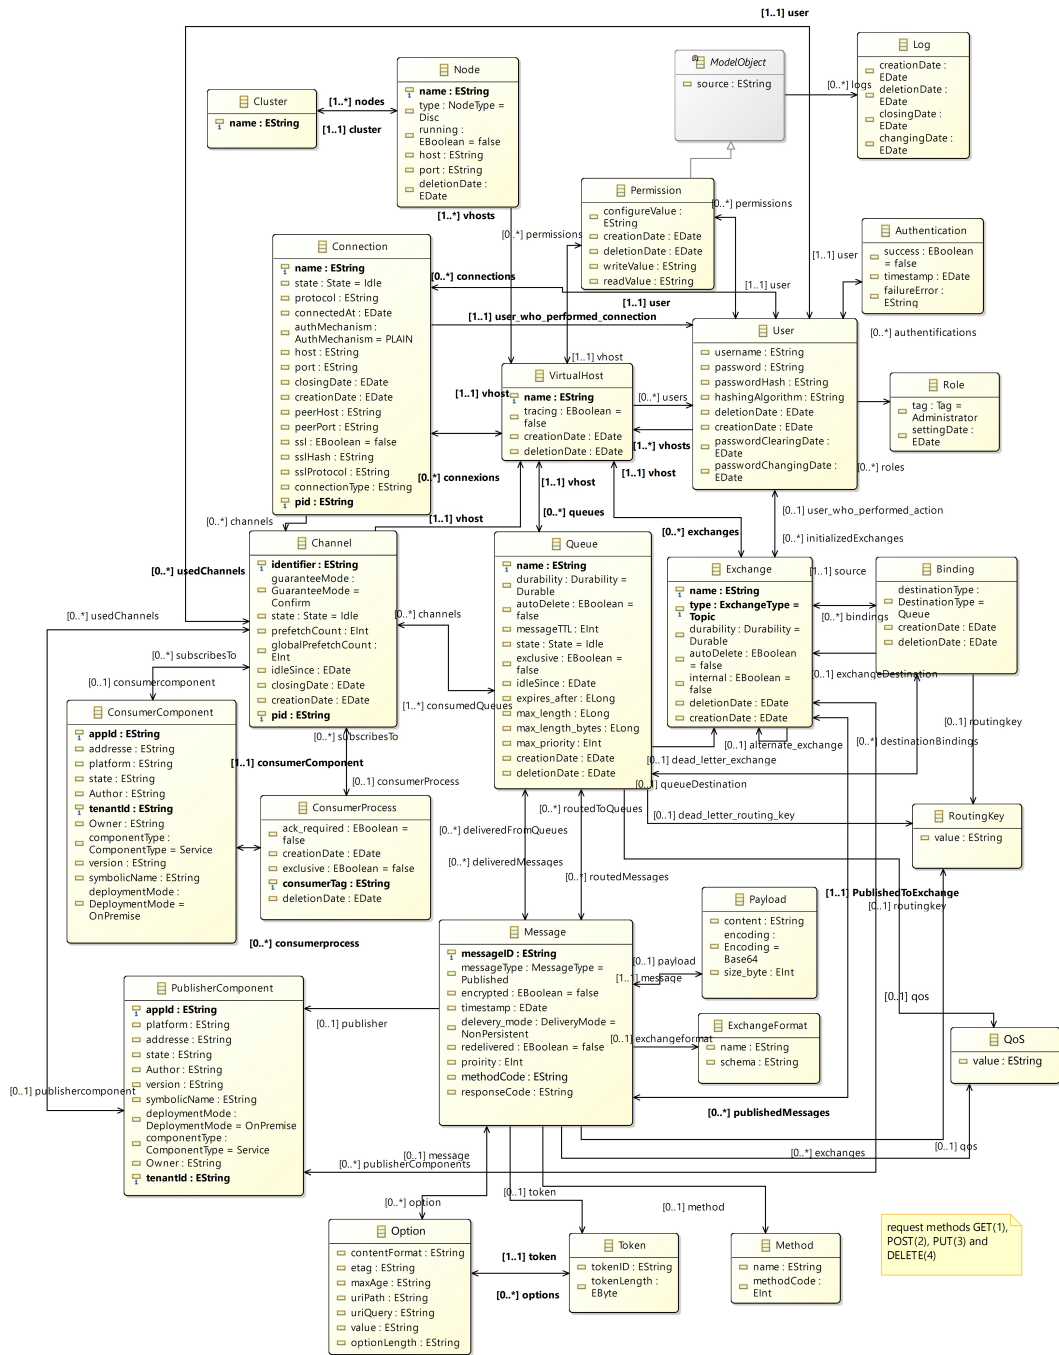 [1..1] user
Cluster
name : EString
[1..*] nodes
[1..1] cluster
Node
name : EString
type : NodeType =
Disc
running :
EBoolean = false
host : EString
port : EString
deletionDate :
EDate
ModelObject
source : EString
[0..*] logs
Log
creationDate :
EDate
deletionDate :
EDate
closingDate :
EDate
changingDate :
EDate
[1..*] vhosts
Permission
configureValue :
EString
creationDate : EDate
deletionDate : EDate
writeValue : EString
readValue : EString
[0..*] permissions
[0..*] permissions
Authentication
success : EBoolean
= false
timestamp : EDate
failureError :
EString
[1..1] user
[0..*] authentifications
Connection
name : EString
state : State = Idle
protocol : EString
connectedAt : EDate
authMechanism :
AuthMechanism = PLAIN
host : EString
port : EString
closingDate : EDate
creationDate : EDate
peerHost : EString
peerPort : EString
ssl : EBoolean = false
sslHash : EString
sslProtocol : EString
connectionType : EString
pid : EString
[0..*] connections
[1..1] user
[1..1] user
[1..1] user_who_performed_connection
User
username : EString
password : EString
passwordHash : EString
hashingAlgorithm : EString
deletionDate : EDate
creationDate : EDate
passwordClearingDate :
EDate
passwordChangingDate :
EDate
Role
tag : Tag =
Administrator
settingDate :
EDate
[0..*] roles
[1..1] vhost
VirtualHost
name : EString
tracing : EBoolean =
false
creationDate : EDate
deletionDate : EDate
[1..1] vhost
[0..*] users
[1..*] vhosts
[0..*] connexions
[1..1] vhost
[1..1] vhost
[0..*] queues
[1..1] vhost
[0..*] exchanges
[0..1] user_who_performed_action
[0..*] initializedExchanges
[0..*] channels
[0..*] usedChannels
Channel
identifier : EString
guaranteeMode :
GuaranteeMode =
Confirm
state : State = Idle
prefetchCount : EInt
globalPrefetchCount :
EInt
idleSince : EDate
closingDate : EDate
creationDate : EDate
pid : EString
[0..*] channels
[1..*] consumedQueues
Queue
name : EString
durability : Durability =
Durable
autoDelete : EBoolean =
false
messageTTL : EInt
state : State = Idle
exclusive : EBoolean =
false
idleSince : EDate
expires_after : ELong
max_length : ELong
max_length_bytes : ELong
max_priority : EInt
creationDate : EDate
deletionDate : EDate
Exchange
name : EString
type : ExchangeType =
Topic
durability : Durability =
Durable
autoDelete : EBoolean
= false
internal : EBoolean =
false
deletionDate : EDate
creationDate : EDate
[1..1] source
[0..*] bindings
Binding
destinationType :
DestinationType =
Queue
creationDate : EDate
deletionDate : EDate
[0..1] exchangeDestination
[0..1] routingkey
[0..*] destinationBindings
[0..1] alternate_exchange
[0..1] dead_letter_exchange
[0..1] queueDestination
[0..1] dead_letter_routing_key
[0..*] usedChannels
[0..*] subscribesTo
[0..1] consumercomponent
ConsumerComponent
appId : EString
addresse : EString
platform : EString
state : EString
Author : EString
tenantId : EString
Owner : EString
componentType :
ComponentType = Service
version : EString
symbolicName : EString
deploymentMode :
DeploymentMode =
OnPremise
[0..*] subscribesTo
[1..1] consumerComponent
[0..1] consumerProcess
ConsumerProcess
ack_required : EBoolean =
false
creationDate : EDate
exclusive : EBoolean = false
consumerTag : EString
deletionDate : EDate
[0..*] consumerprocess
[0..*] routedToQueues
[0..*] deliveredFromQueues
[0..*] deliveredMessages
[0..*] routedMessages
RoutingKey
value : EString
[1..1] PublishedToExchange
[0..1] routingkey
Payload
content : EString
encoding :
Encoding =
Base64
size_byte : EInt
[0..1] payload
[1..1] message
Message
messageID : EString
messageType : MessageType =
Published
encrypted : EBoolean = false
timestamp : EDate
delevery_mode : DeliveryMode =
NonPersistent
redelivered : EBoolean = false
proirity : EInt
methodCode : EString
responseCode : EString
[0..1] exchangeformat
ExchangeFormat
name : EString
schema : EString
[0..1] qos
QoS
value : EString
PublisherComponent
appId : EString
platform : EString
addresse : EString
state : EString
Author : EString
version : EString
symbolicName : EString
deploymentMode :
DeploymentMode = OnPremise
componentType :
ComponentType = Service
Owner : EString
tenantId : EString
[0..1] publisher
[0..1] publishercomponent
[0..*] publishedMessages
[0..1] qos
[0..*] exchanges
[0..1] message
[0..*] publisherComponents
[0..*] option
[0..1] token
[0..1] method
Option
contentFormat : EString
etag : EString
maxAge : EString
uriPath : EString
uriQuery : EString
value : EString
optionLength : EString
[1..1] token
[0..*] options
Token
tokenID : EString
tokenLength :
EByte
Method
name : EString
methodCode :
EInt
request methods GET(1),
POST(2), PUT(3) and
DELETE(4)